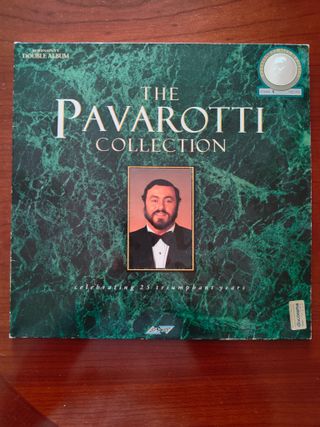 DOUBLE ALBUM
THE
PAVAROTTI
COLLECTION
celebrating 25 triumphant years